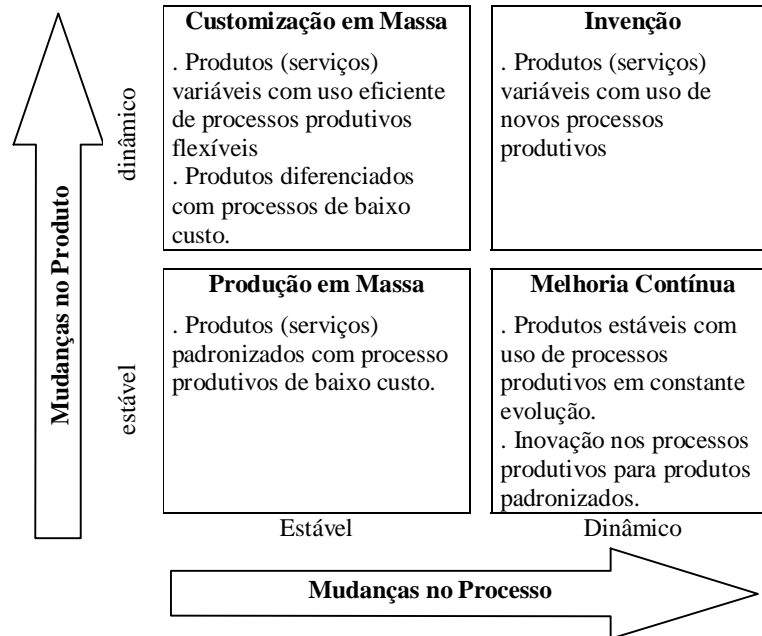 Customização em Massa
. Produtos (serviços)
variáveis com uso eficiente
de processos produtivos
flexíveis
. Produtos diferenciados
com processos de baixo
custo.
Invenção
. Produtos (serviços)
variáveis com uso de
novos processos
produtivos
dinâmico
Mudanças no Produto
estável
Produção em Massa
. Produtos (serviços)
padronizados com processo
produtivos de baixo custo.
Melhoria Contínua
. Produtos estáveis com
uso de processos
produtivos em constante
evolução.
. Inovação nos processos
produtivos para produtos
padronizados.
Estável
Dinâmico
Mudanças no Processo